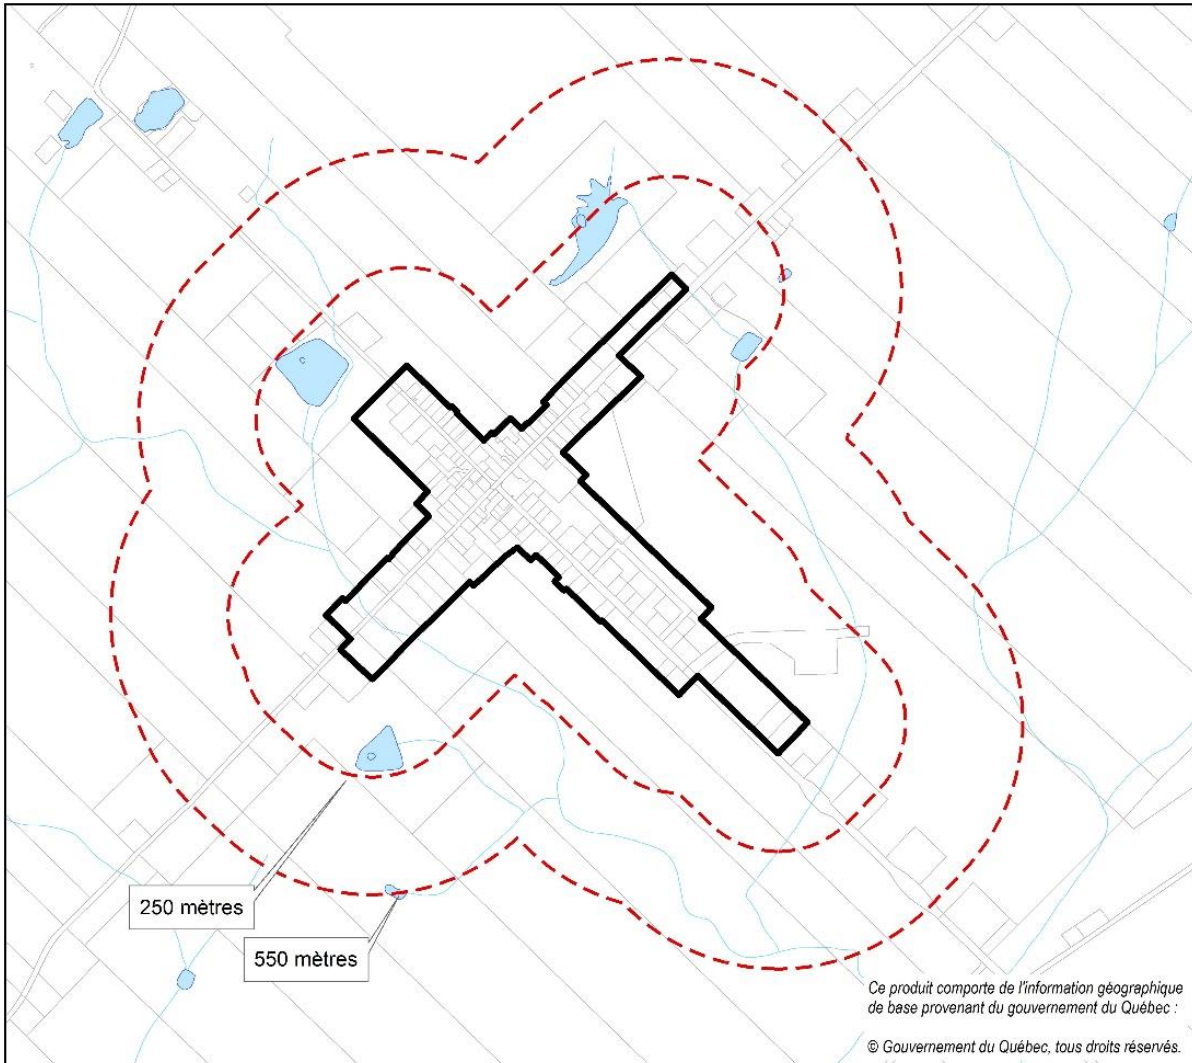 250 mètres
550 mètres
Ce produit comporte de l'information géographique
de base provenant du gouvernement du Québec :
© Gouvernement du Québec, tous droits réservés.